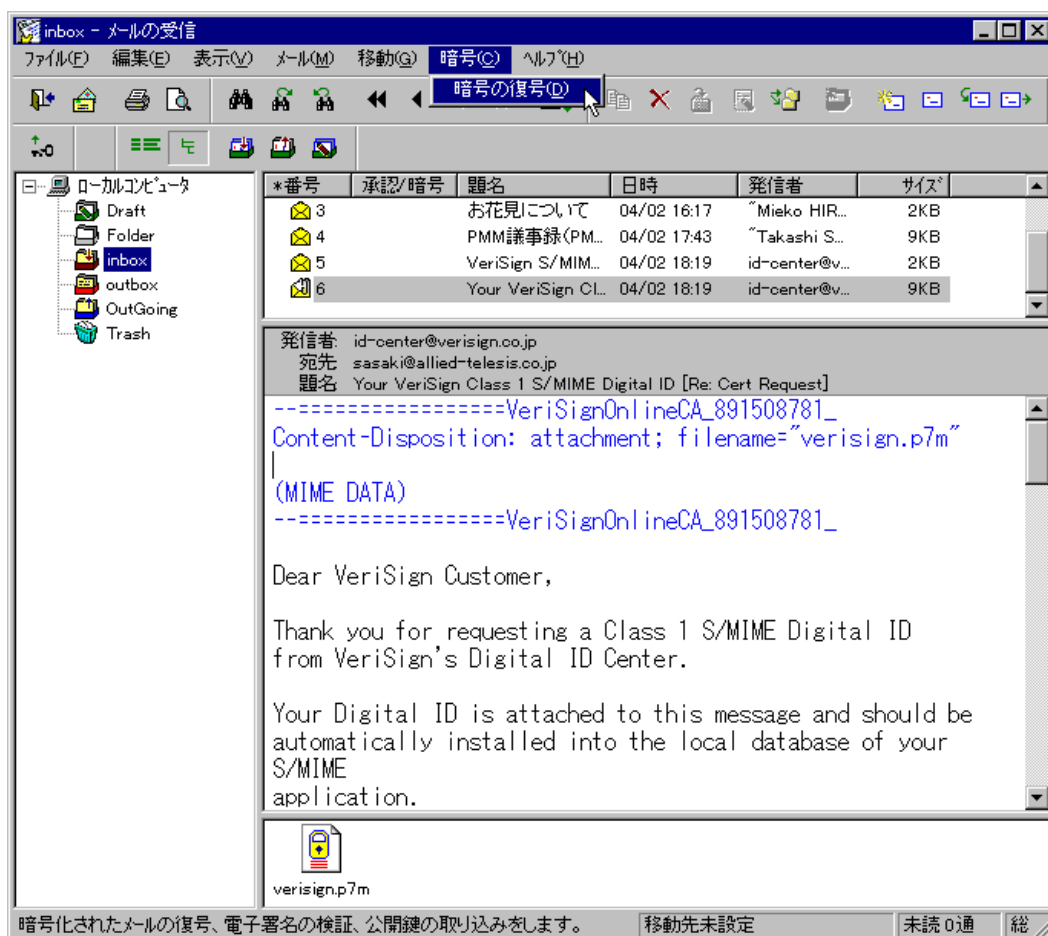 inbox - メールの受信
ファイル(F) 編集(E) 表示(V) メール(M) 移動(G) 暗号(C) ヘルプ(H)
暗号の復号(D)
ローカルコンピュータ
Draft
Folder
inbox
outbox
OutGoing
Trash
*番号 承認/暗号 題名 日時 発信者 サイズ
3 お花見について 04/02 16:17 "Mieko HIR... 2KB
4 PMM議事録(PM... 04/02 17:43 "Takashi S... 9KB
5 VeriSign S/MIM... 04/02 18:19 id-center@v... 2KB
6 Your VeriSign Cl... 04/02 18:19 id-center@v... 9KB
発信者: id-center@verisign.co.jp
宛先 sasaki@allied-telesis.co.jp
題名 Your VeriSign Class 1 S/MIME Digital ID [Re: Cert Request]
--=================VeriSignOnlineCA_891508781_
Content-Disposition: attachment; filename="verisign.p7m"
(MIME DATA)
--=================VeriSignOnlineCA_891508781_
Dear VeriSign Customer,
Thank you for requesting a Class 1 S/MIME Digital ID
from VeriSign's Digital ID Center.
Your Digital ID is attached to this message and should be
automatically installed into the local database of your
S/MIME
application.
verisign.p7m
暗号化されたメールの復号、電子署名の検証、公開鍵の取り込みをします。 移動先未設定 未読 0通 総